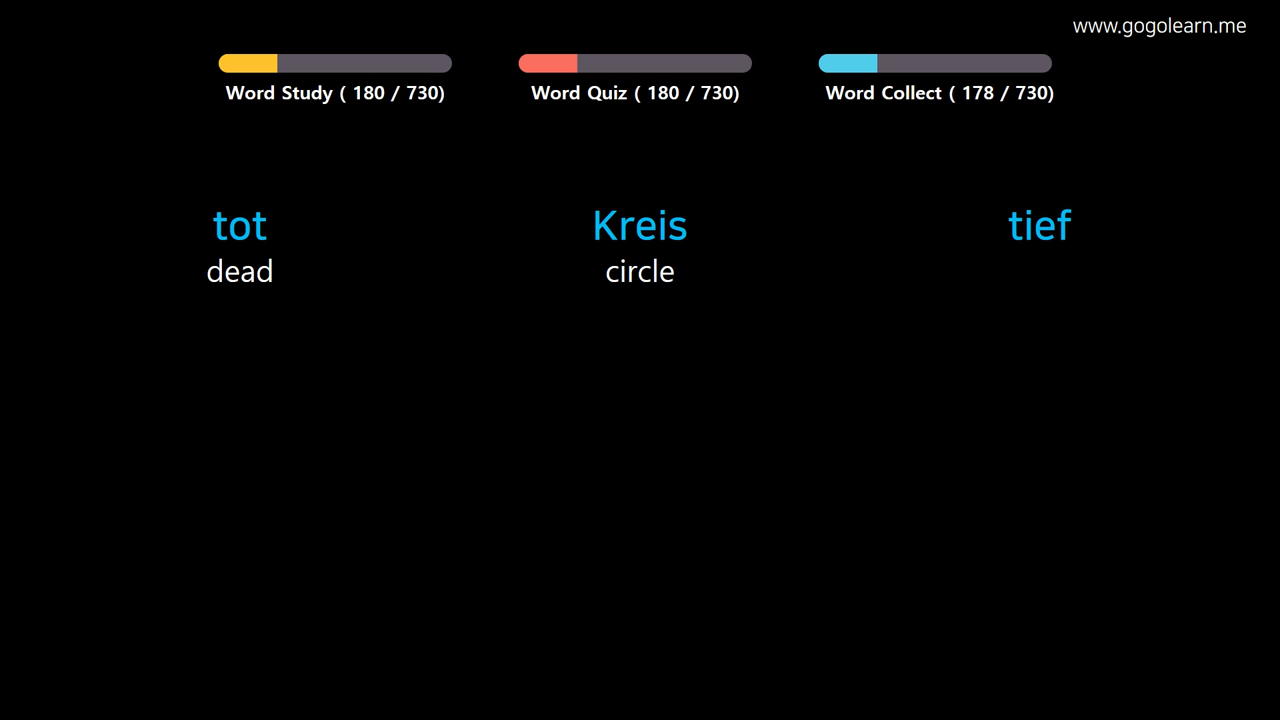 www.gogolearn.me
Word Study ( 180 / 730)
Word Quiz ( 180 / 730)
Word Collect ( 178 / 730)
tot
dead
Kreis
circle
tief